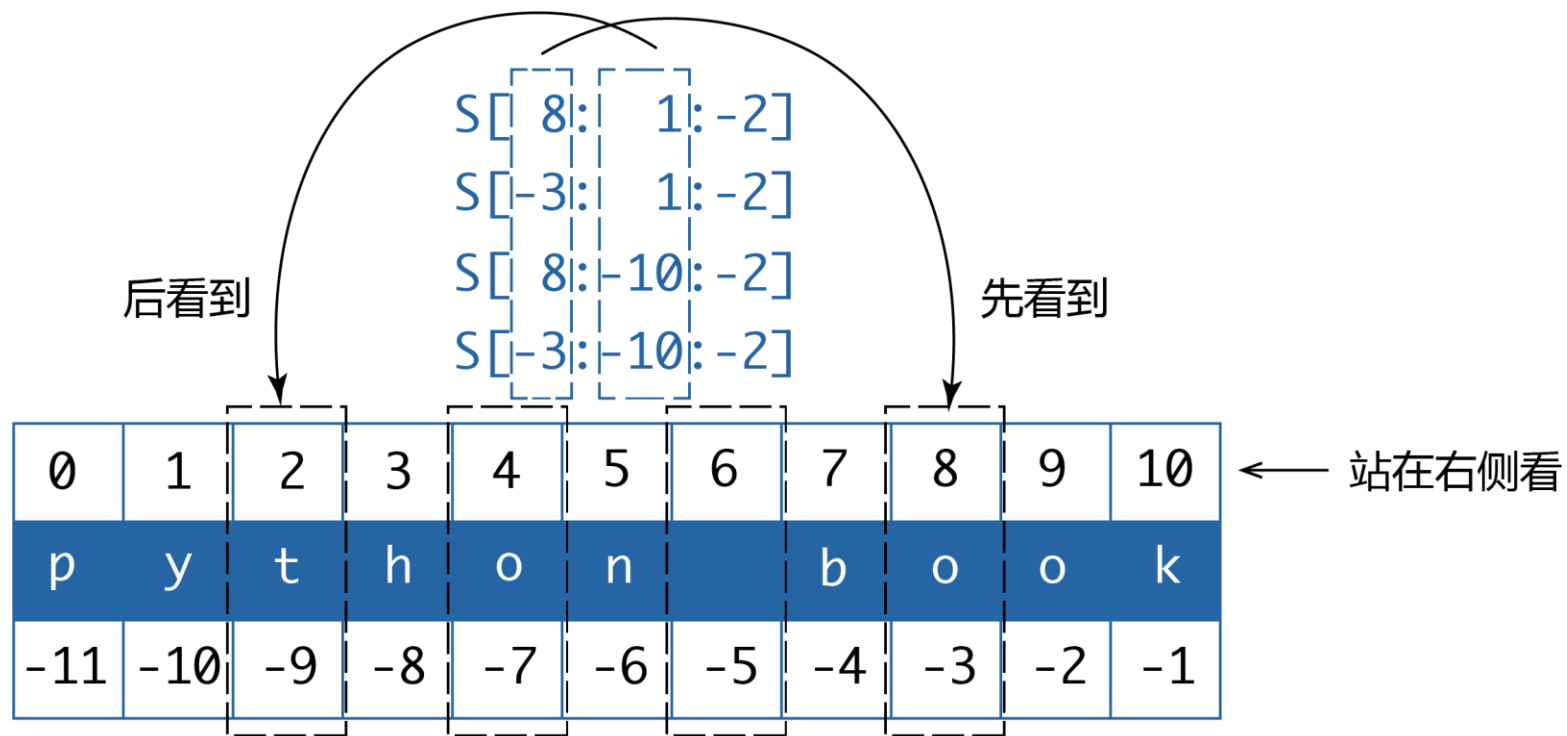 S[ 8: 1:-2]
S[-3: 1:-2]
S[ 8:-10:-2]
S[-3:-10:-2]
后看到
先看到
0 1 2 3 4 5 6 7 8 9 10
站在右侧看
p y t h o n b o o k
-11 -10 -9 -8 -7 -6 -5 -4 -3 -2 -1